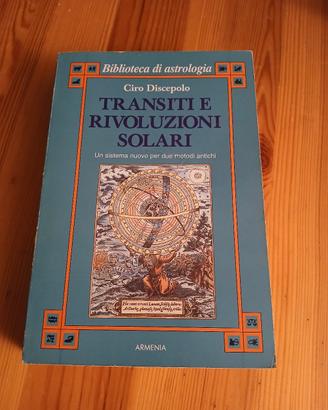 Biblioteca di astrologia
Ciro Discepolo
TRANSITI E
RIVOLUZIONI
SOLARI
Un sistema nuovo per due metodi antichi
ARMENIA